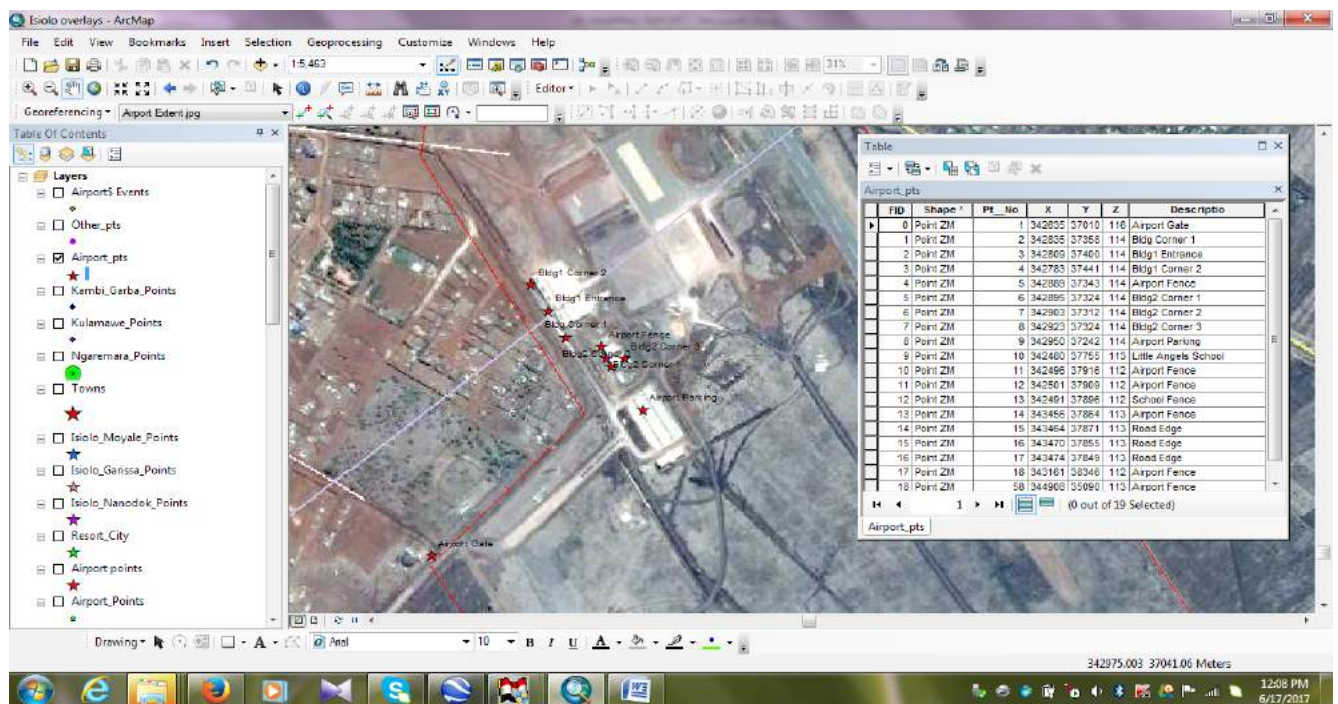 Isiolo overlays - ArcMap
File Edit View Bookmarks Insert Selection Geoprocessing Customize Windows Help
1:5,463
31%
Editor
Georeferencing
Airport Extent.jpg
Table Of Contents
Layers
Airport$ Events
Other_pts
Airport_pts
Kambi_Garba_Points
Kulamawe_Points
Ngaremara_Points
Towns
Isiolo_Moyale_Points
Isiolo_Garissa_Points
Isiolo_Nanodok_Points
Resort_City
Airport points
Airport_Points
Bldg1 Corner 2
Bldg1 Entrance
Bldg Corner 1
Airport Fence
Bldg2 Corner 3
Bldg2 Corner 1
Airport Parking
Airport Gate
Table
Airport_pts
FID Shape * Pt__No X Y Z Descriptio
0 Point ZM 1 342635 37010 116 Airport Gate
1 Point ZM 2 342835 37358 114 Bldg Corner 1
2 Point ZM 3 342809 37400 114 Bldg1 Entrance
3 Point ZM 4 342783 37441 114 Bldg1 Corner 2
4 Point ZM 5 342888 37343 114 Airport Fence
5 Point ZM 6 342895 37324 114 Bldg2 Corner 1
6 Point ZM 7 342903 37312 114 Bldg2 Corner 2
7 Point ZM 8 342923 37324 114 Bldg2 Corner 3
8 Point ZM 9 342950 37242 114 Airport Parking
9 Point ZM 10 342480 37755 113 Little Angels School
10 Point ZM 11 342496 37916 112 Airport Fence
11 Point ZM 12 342501 37909 112 Airport Fence
12 Point ZM 13 342491 37896 112 School Fence
13 Point ZM 14 343456 37864 113 Airport Fence
14 Point ZM 15 343464 37871 113 Road Edge
15 Point ZM 16 343470 37855 113 Road Edge
16 Point ZM 17 343474 37849 113 Road Edge
17 Point ZM 18 343161 38346 112 Airport Fence
18 Point ZM 58 344908 35090 113 Airport Fence
1 (0 out of 19 Selected)
Airport_pts
Drawing A Arial 10 B I U A
342975.003 37041.06 Meters
12:08 PM
6/17/2017